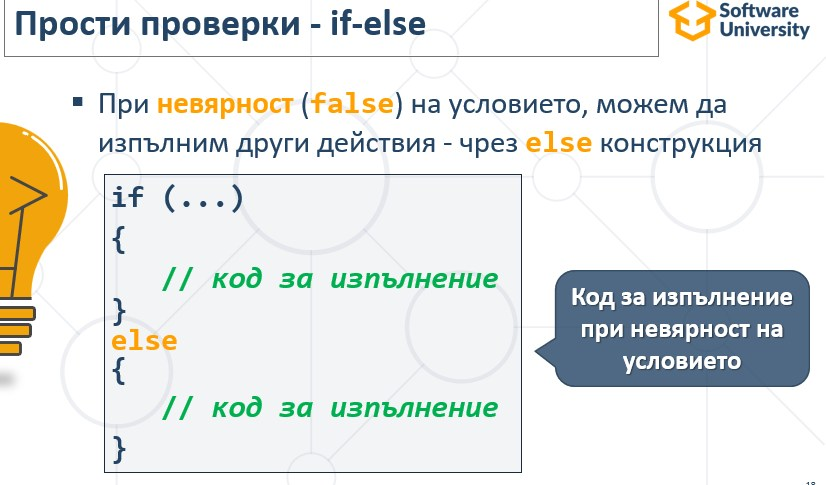 Прости проверки - if-else
Software
University
▪ При невярност (false) на условието, можем да
изпълним други действия - чрез else конструкция
if (...)
{
// код за изпълнение
}
else
{
// код за изпълнение
}
Код за изпълнение
при невярност на
условието